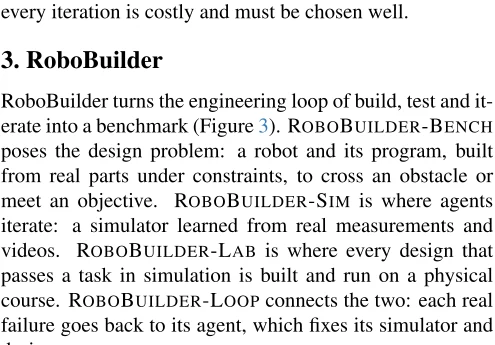 every iteration is costly and must be chosen well.
3. RoboBuilder
RoboBuilder turns the engineering loop of build, test and it-
erate into a benchmark (Figure 3). ROBOBUILDER-BENCH
poses the design problem: a robot and its program, built
from real parts under constraints, to cross an obstacle or
meet an objective. ROBOBUILDER-SIM is where agents
iterate: a simulator learned from real measurements and
videos. ROBOBUILDER-LAB is where every design that
passes a task in simulation is built and run on a physical
course. ROBOBUILDER-LOOP connects the two: each real
failure goes back to its agent, which fixes its simulator and